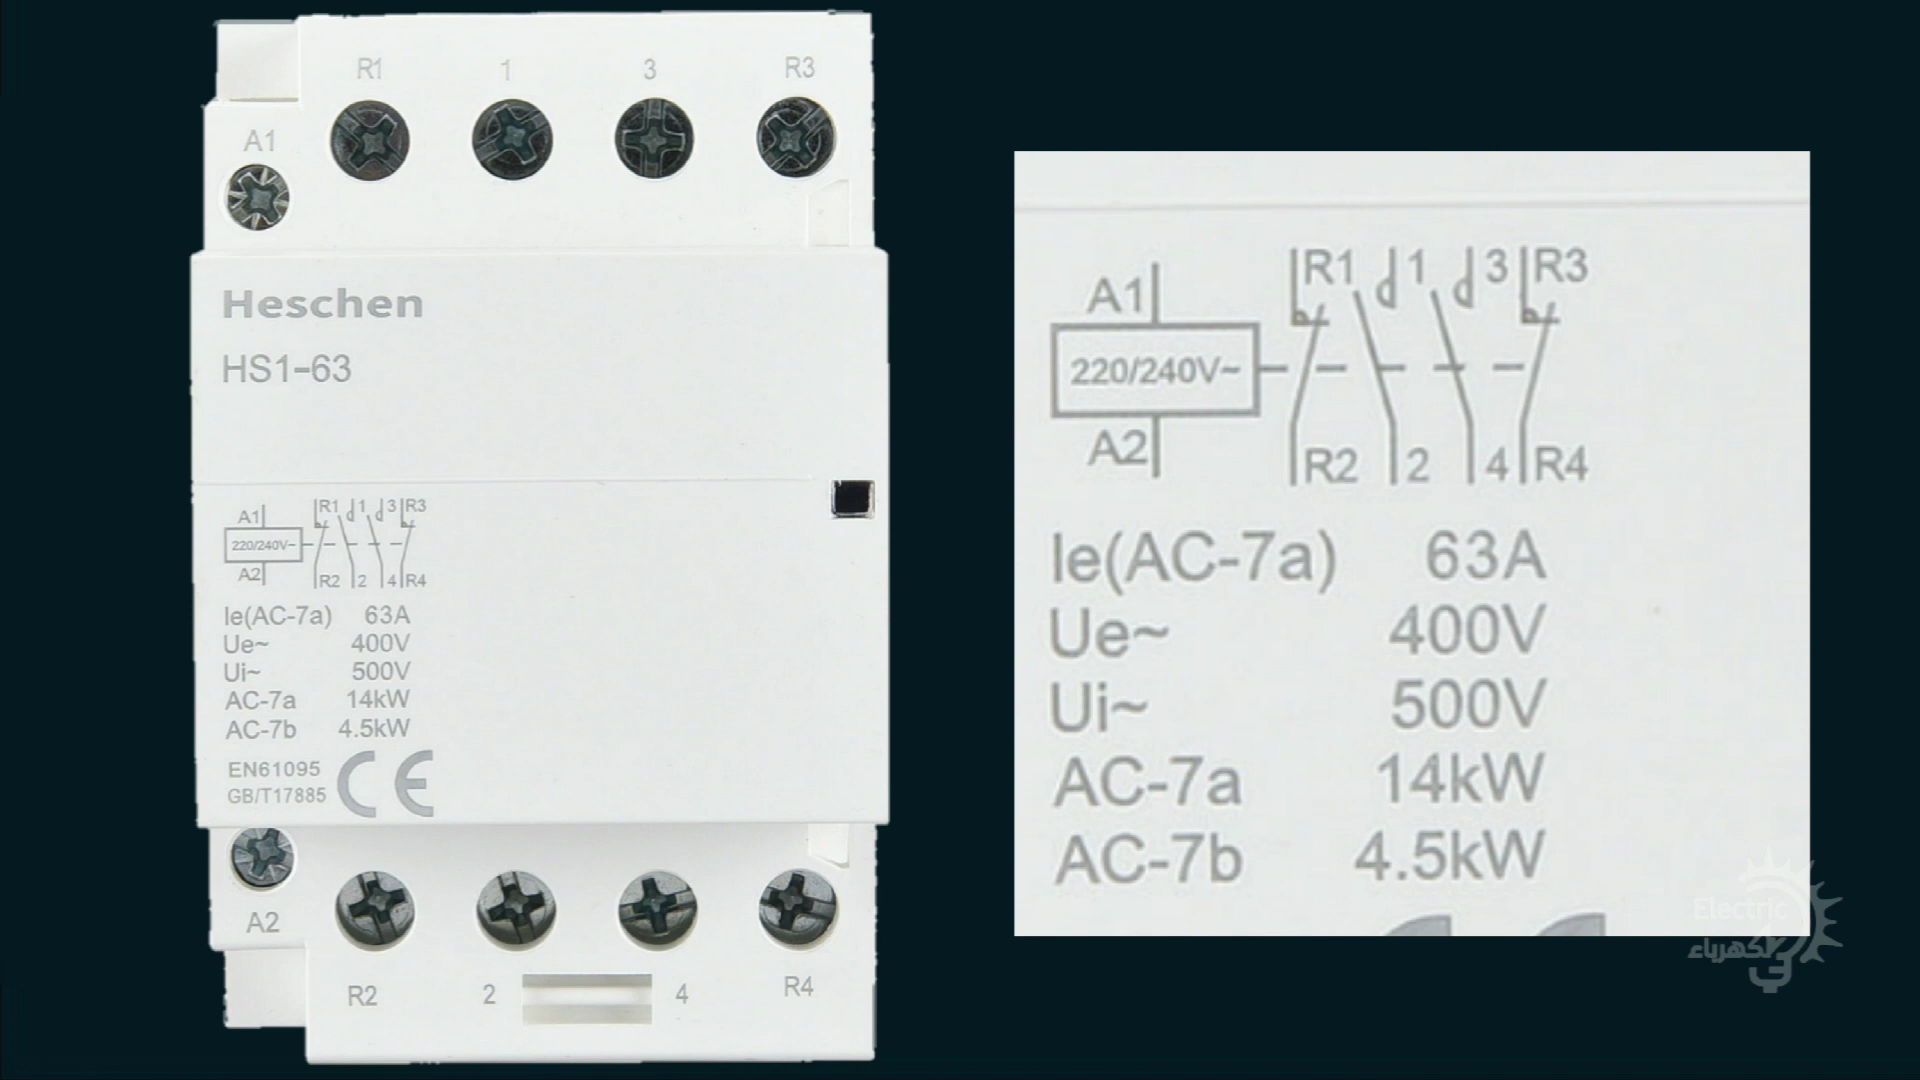 R1 1 3 R3
A1
Heschen
HS1-63
A1 R1 1 3 R3
220/240V~
A2 R2 2 4 R4
Ie(AC-7a) 63A
Ue~ 400V
Ui~ 500V
AC-7a 14kW
AC-7b 4.5kW
EN61095
GB/T17885 CE
A2
R2 2 4 R4
A1 R1 1 3 R3
220/240V~
A2 R2 2 4 R4
Ie(AC-7a) 63A
Ue~ 400V
Ui~ 500V
AC-7a 14kW
AC-7b 4.5kW
Electric
كهرباء